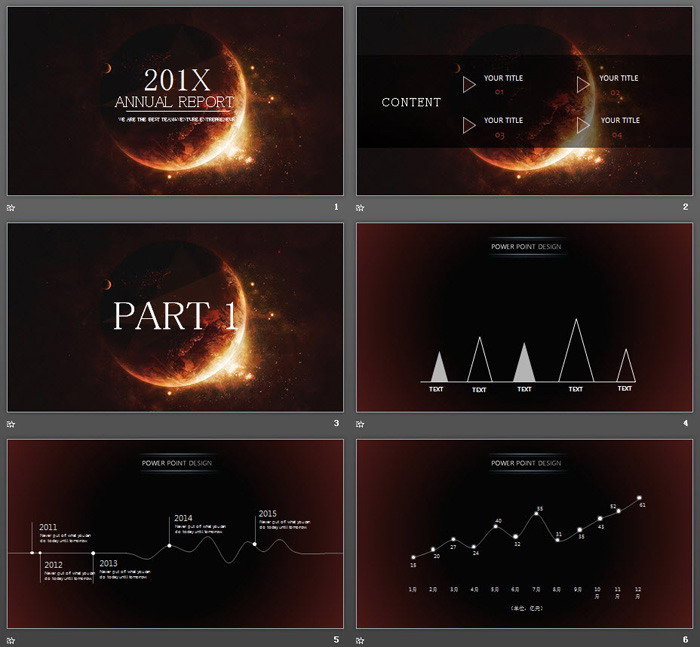 201X
ANNUAL REPORT
WE ARE THE BEST TEAM&VENTURE ENTREPRENEUR
1
CONTENT
YOUR TITLE
01
YOUR TITLE
02
YOUR TITLE
03
YOUR TITLE
04
2
PART 1
3
POWER POINT DESIGN
TEXT
TEXT
TEXT
TEXT
TEXT
4
POWER POINT DESIGN
2011
Never put off what you can
do today until tomorrow
2012
Never put off what you can
do today until tomorrow
2013
Never put off what you can
do today until tomorrow
2014
Never put off what you can
do today until tomorrow
2015
Never put off what you can
do today until tomorrow
5
POWER POINT DESIGN
15
20
27
24
40
32
55
31
38
43
52
61
1月
2月
3月
4月
5月
6月
7月
8月
9月
10
月
11
月
12
月
(单位: 亿元)
6